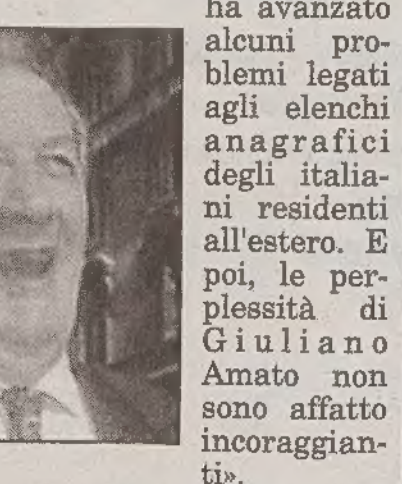 ha avanzato
alcuni pro-
blemi legati
agli elenchi
anagrafici
degli italia-
ni residenti
all'estero. E
poi, le per-
plessità di
Giuliano
Amato non
sono affatto
incoraggian-
ti».